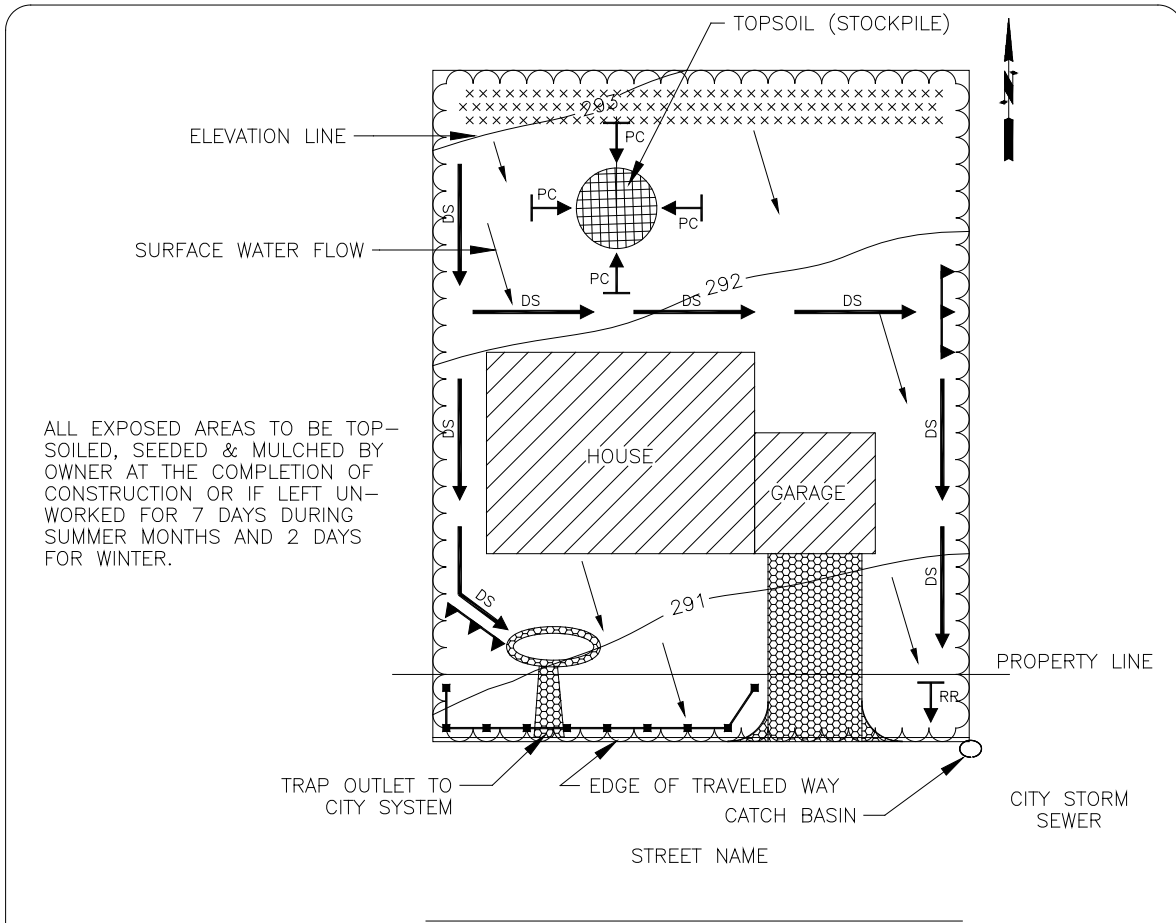 TOPSOIL (STOCKPILE)
N
293
ELEVATION LINE
PC
DS
PC
PC
SURFACE WATER FLOW
PC
292
DS
DS
DS
DS
DS
ALL EXPOSED AREAS TO BE TOP-
SOILED, SEEDED & MULCHED BY
OWNER AT THE COMPLETION OF
CONSTRUCTION OR IF LEFT UN-
WORKED FOR 7 DAYS DURING
SUMMER MONTHS AND 2 DAYS
FOR WINTER.
HOUSE
GARAGE
DS
DS
291
PROPERTY LINE
RR
TRAP OUTLET TO
CITY SYSTEM
EDGE OF TRAVELED WAY
CATCH BASIN
CITY STORM
SEWER
STREET NAME